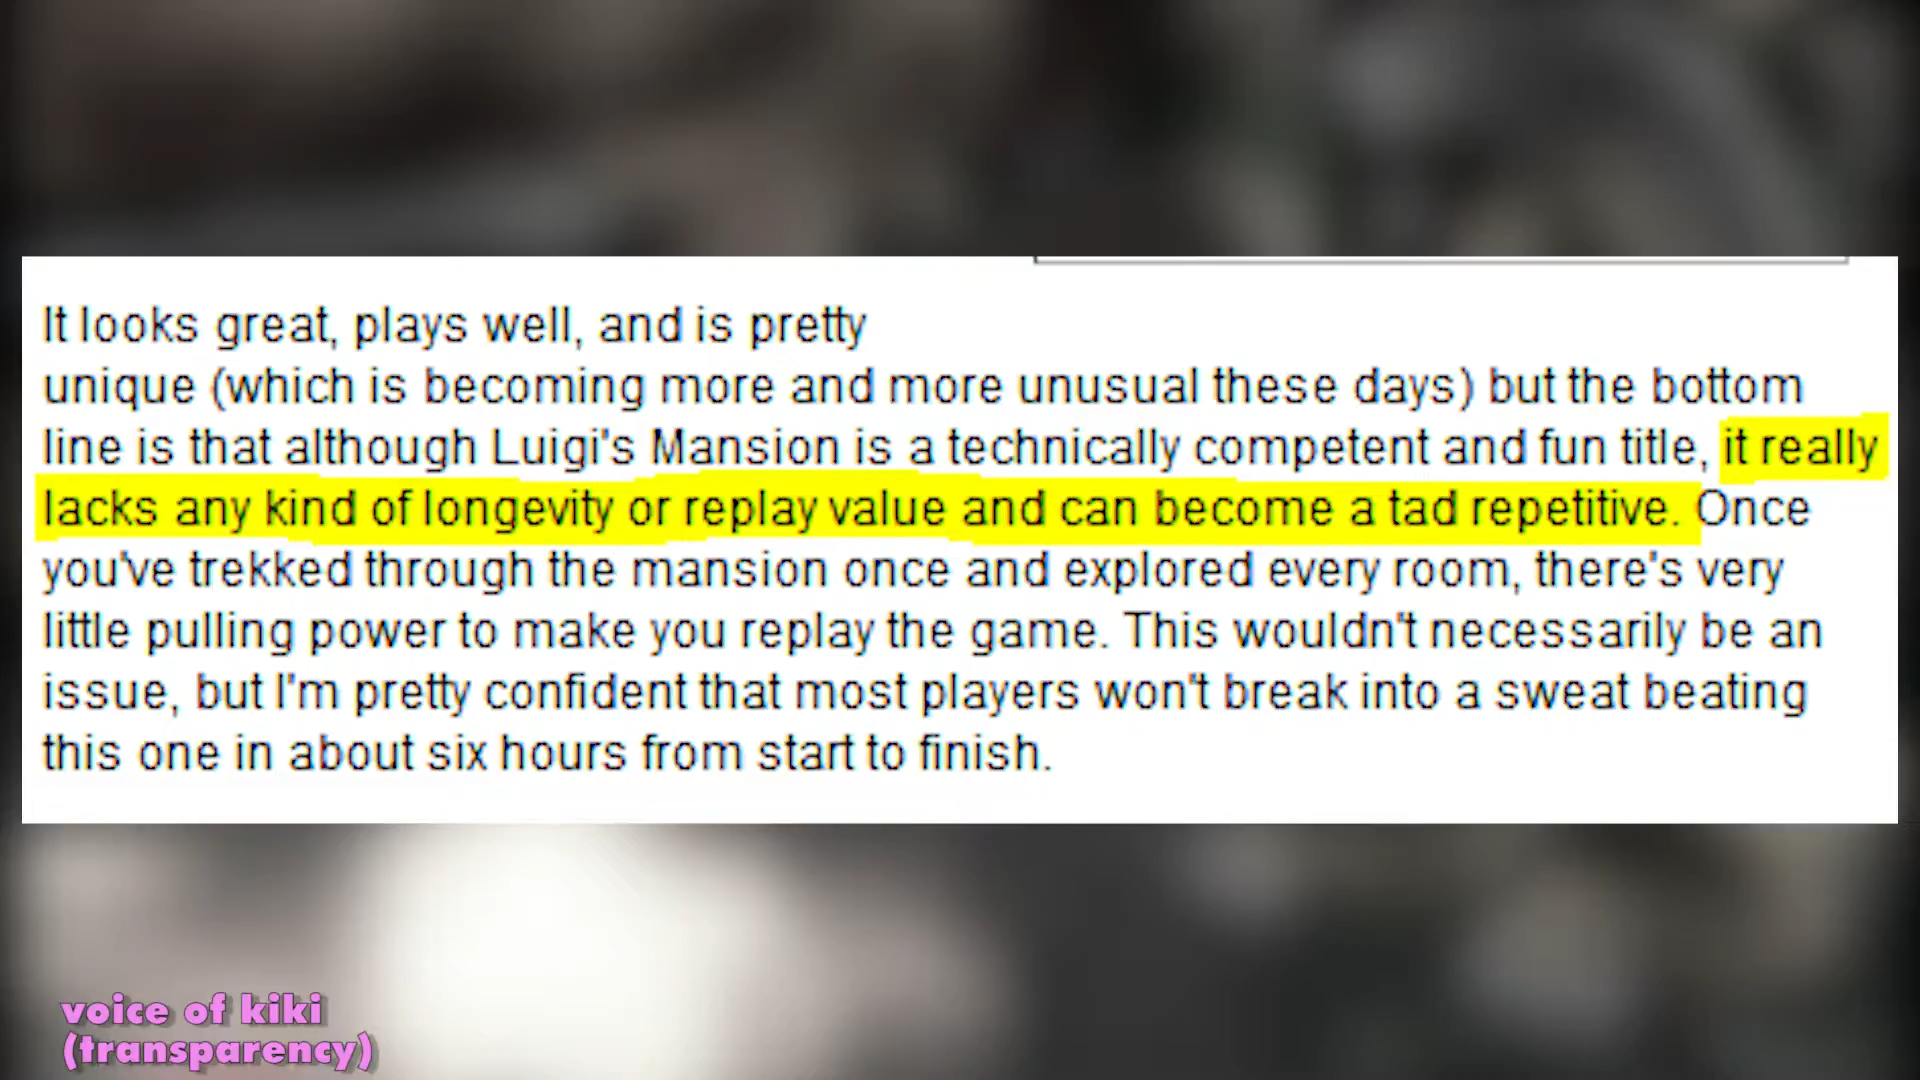 It looks great, plays well, and is pretty
unique (which is becoming more and more unusual these days) but the bottom
line is that although Luigi's Mansion is a technically competent and fun title, it really
lacks any kind of longevity or replay value and can become a tad repetitive. Once
you've trekked through the mansion once and explored every room, there's very
little pulling power to make you replay the game. This wouldn't necessarily be an
issue, but I'm pretty confident that most players won't break into a sweat beating
this one in about six hours from start to finish.
voice of kiki
(transparency)